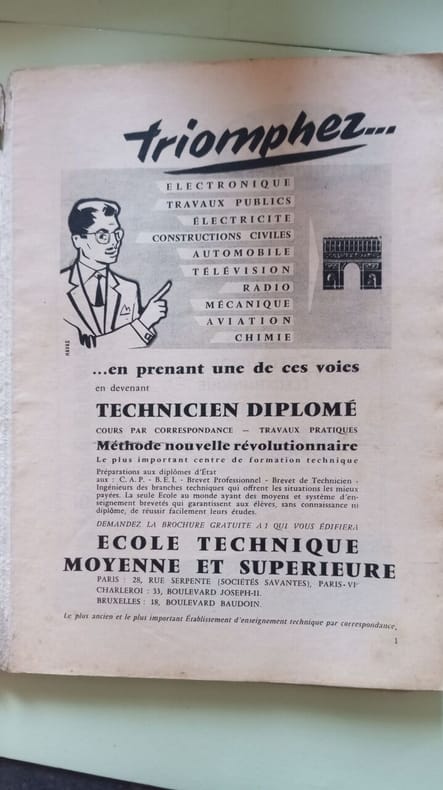 triomphez...
ELECTRONIQUE
TRAVAUX PUBLICS
ÉLECTRICITE
CONSTRUCTIONS CIVILES
AUTOMOBILE
TÉLÉVISION
RADIO
MÉCANIQUE
AVIATION
CHIMIE
...en prenant une de ces voies
en devenant
TECHNICIEN DIPLOMÉ
COURS PAR CORRESPONDANCE — TRAVAUX PRATIQUES
Méthode nouvelle révolutionnaire
Le plus important centre de formation technique
Préparations aux diplômes d'État
aux : C.A.P. - B.E.I. - Brevet Professionnel - Brevet de Technicien -
Ingénieurs des branches techniques qui offrent les situations les mieux
payées. La seule Ecole au monde ayant des moyens et système d'en-
seignement brevetés qui garantissent aux élèves, sans connaissance ni
diplôme, de réussir facilement leurs études.
DEMANDEZ LA BROCHURE GRATUITE A 1 QUI VOUS ÉDIFIERA
ECOLE TECHNIQUE
MOYENNE ET SUPERIEURE
PARIS : 28, RUE SERPENTE (SOCIÉTÉS SAVANTES), PARIS-VIᵉ
CHARLEROI : 33, BOULEVARD JOSEPH-II.
BRUXELLES : 18, BOULEVARD BAUDOIN.
Le plus ancien et le plus important Établissement d'enseignement technique par correspondance,
1